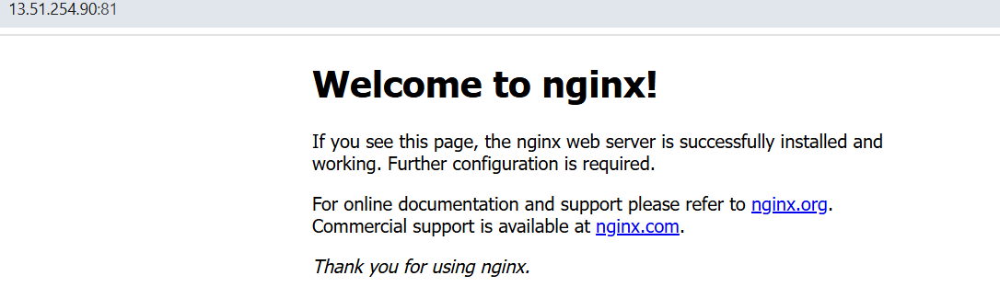 13.51.254.90:81
Welcome to nginx!
If you see this page, the nginx web server is successfully installed and
working. Further configuration is required.
For online documentation and support please refer to nginx.org.
Commercial support is available at nginx.com.
Thank you for using nginx.